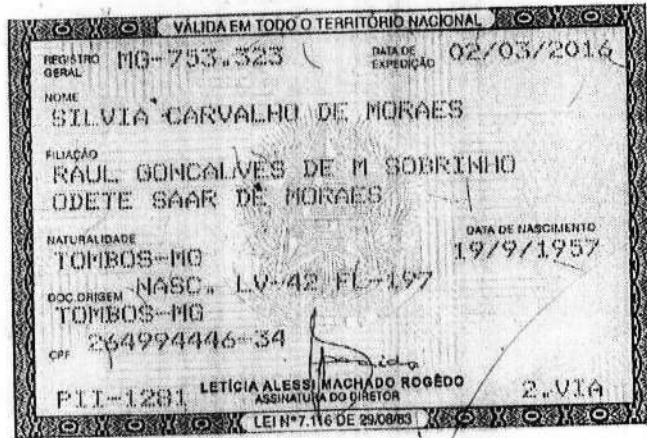 VÁLIDA EM TODO O TERRITÓRIO NACIONAL
REGISTRO GERAL MG-753.323 DATA DE EXPEDIÇÃO 02/03/2016
NOME
SILVIA CARVALHO DE MORAES
FILIAÇÃO
RAUL GONCALVES DE M SOBRINHO
ODETE SAAR DE MORAES
NATURALIDADE DATA DE NASCIMENTO
TOMBOS-MG 19/9/1957
DOC ORIGEM NASC. LV-42 FL-197
TOMBOS-MG
CPF 264994446-34
LETÍCIA ALESSI MACHADO ROGÊDO
PII-1281 ASSINATURA DO DIRETOR 2.VIA
LEI Nº 7.116 DE 29/08/83